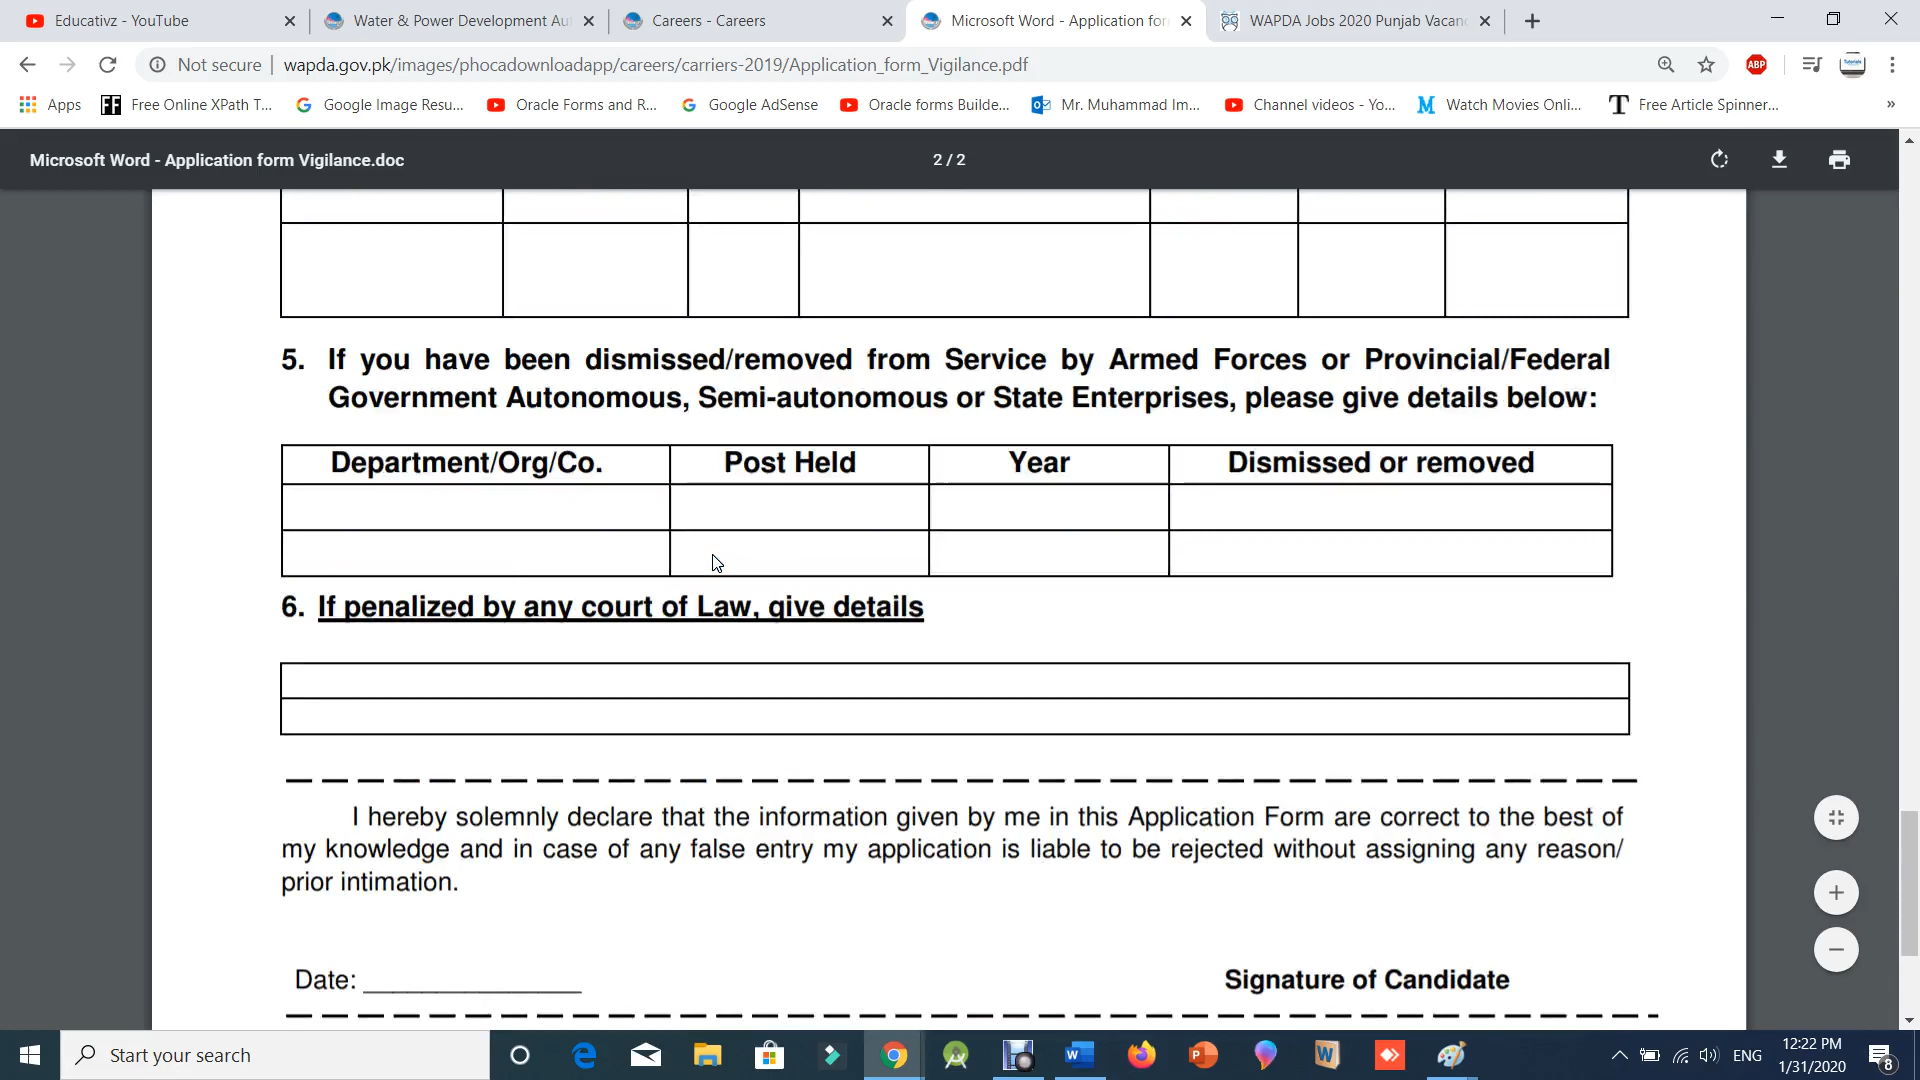 Educativz - YouTube
Water & Power Development Au
Careers - Careers
Microsoft Word - Application for
WAPDA Jobs 2020 Punjab Vacan
Not secure
wapda.gov.pk/images/phocadownloadapp/careers/carriers-2019/Application_form_Vigilance.pdf
ABP
Apps
FF Free Online XPath T...
Google Image Resu...
Oracle Forms and R...
Google AdSense
Oracle forms Builde...
Mr. Muhammad Im...
Channel videos - Yo...
M Watch Movies Onli...
T Free Article Spinner...
»
Microsoft Word - Application form Vigilance.doc
2 / 2
5. If you have been dismissed/removed from Service by Armed Forces or Provincial/Federal
Government Autonomous, Semi-autonomous or State Enterprises, please give details below:
Department/Org/Co. Post Held Year Dismissed or removed
6. If penalized by any court of Law, give details
I hereby solemnly declare that the information given by me in this Application Form are correct to the best of
my knowledge and in case of any false entry my application is liable to be rejected without assigning any reason/
prior intimation.
Date: _______________ Signature of Candidate
Start your search
ENG
12:22 PM
1/31/2020
8